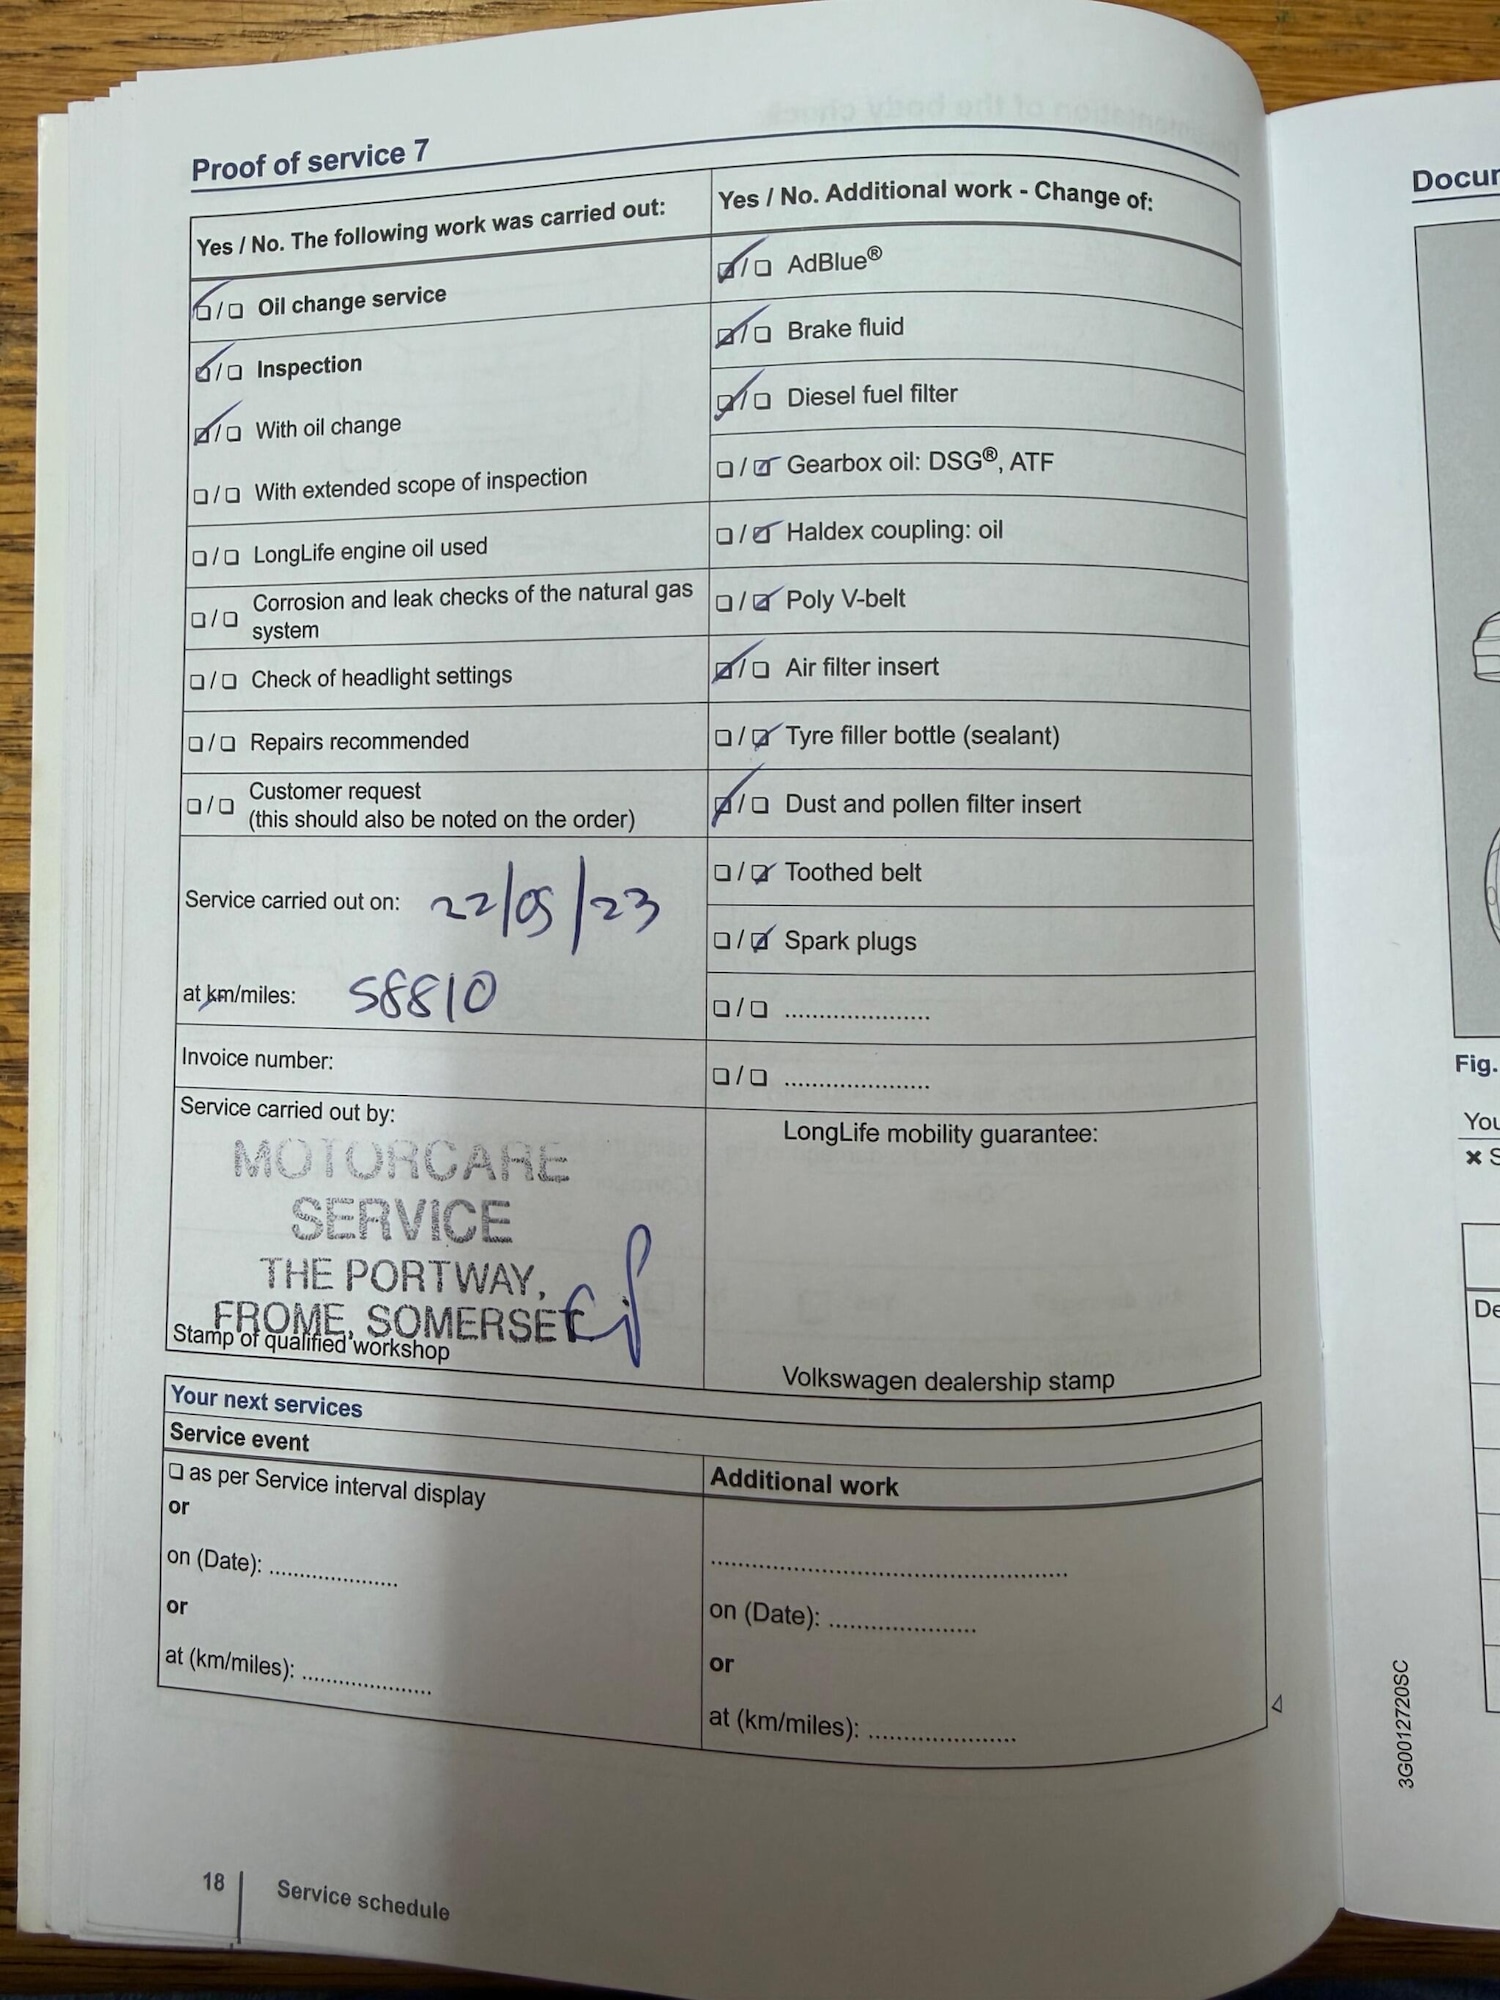 Proof of service 7
Yes / No. The following work was carried out:
☑/☐ Oil change service
☑/☐ Inspection
☑/☐ With oil change
☐/☐ With extended scope of inspection
☐/☐ LongLife engine oil used
☐/☐ Corrosion and leak checks of the natural gas
system
☐/☐ Check of headlight settings
☐/☐ Repairs recommended
☐/☐ Customer request
(this should also be noted on the order)
Service carried out on: 22/05/23
at km/miles: 58810
Invoice number:
Service carried out by:
MOTORCARE
SERVICE
THE PORTWAY,
FROME, SOMERSET
Stamp of qualified workshop
Yes / No. Additional work - Change of:
☑/☐ AdBlue®
☑/☐ Brake fluid
☑/☐ Diesel fuel filter
☐/☑ Gearbox oil: DSG®, ATF
☐/☑ Haldex coupling: oil
☐/☑ Poly V-belt
☑/☐ Air filter insert
☐/☑ Tyre filler bottle (sealant)
☑/☐ Dust and pollen filter insert
☐/☑ Toothed belt
☐/☑ Spark plugs
☐/☐ .....................
☐/☐ .....................
LongLife mobility guarantee:
Volkswagen dealership stamp
Your next services
Service event
☐ as per Service interval display
or
on (Date): ...................
or
at (km/miles): ...................
Additional work
....................................................
on (Date): .....................
or
at (km/miles): .....................
18
Service schedule
Docu
Fig.
You
De
3G0012720SC